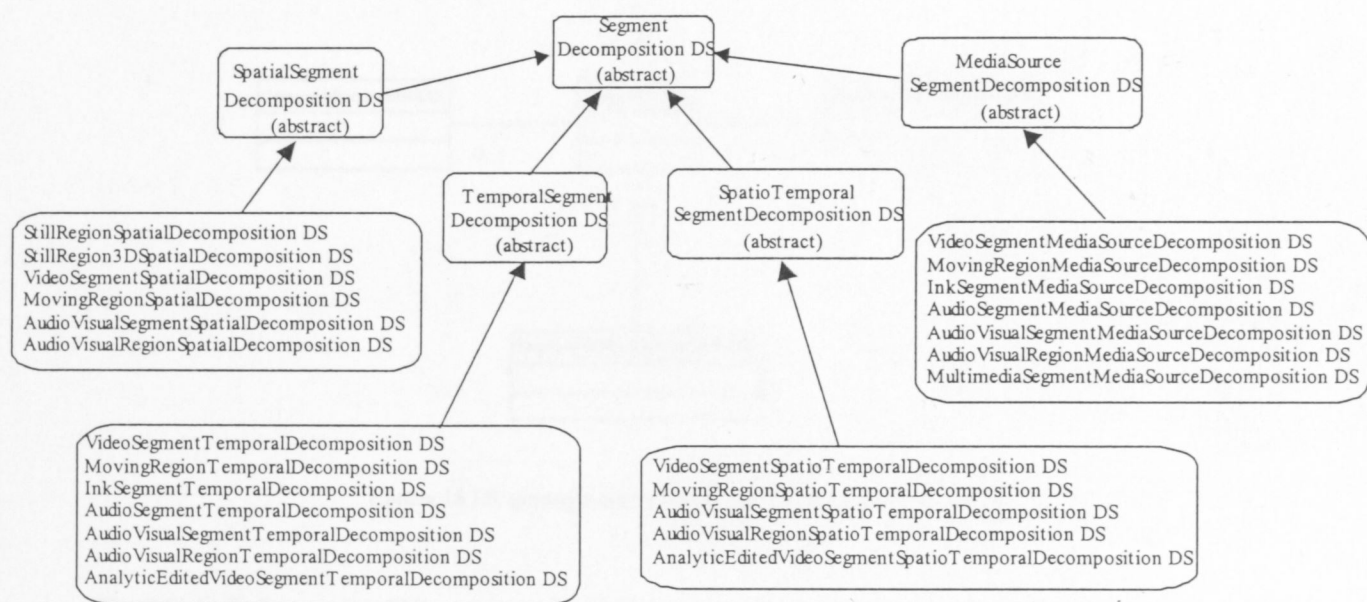 Segment
Decomposition DS
(abstract)
SpatialSegment
Decomposition DS
(abstract)
MediaSource
SegmentDecomposition DS
(abstract)
TemporalSegment
Decomposition DS
(abstract)
SpatioTemporal
SegmentDecomposition DS
(abstract)
StillRegionSpatialDecomposition DS
StillRegion3DSpatialDecomposition DS
VideoSegmentSpatialDecomposition DS
MovingRegionSpatialDecomposition DS
AudioVisualSegmentSpatialDecomposition DS
AudioVisualRegionSpatialDecomposition DS
VideoSegmentMediaSourceDecomposition DS
MovingRegionMediaSourceDecomposition DS
InkSegmentMediaSourceDecomposition DS
AudioSegmentMediaSourceDecomposition DS
AudioVisualSegmentMediaSourceDecomposition DS
AudioVisualRegionMediaSourceDecomposition DS
MultimediaSegmentMediaSourceDecomposition DS
VideoSegmentTemporalDecomposition DS
MovingRegionTemporalDecomposition DS
InkSegmentTemporalDecomposition DS
AudioSegmentTemporalDecomposition DS
AudioVisualSegmentTemporalDecomposition DS
AudioVisualRegionTemporalDecomposition DS
AnalyticEditedVideoSegmentTemporalDecomposition DS
VideoSegmentSpatioTemporalDecomposition DS
MovingRegionSpatioTemporalDecomposition DS
AudioVisualSegmentSpatioTemporalDecomposition DS
AudioVisualRegionSpatioTemporalDecomposition DS
AnalyticEditedVideoSegmentSpatioTemporalDecomposition DS